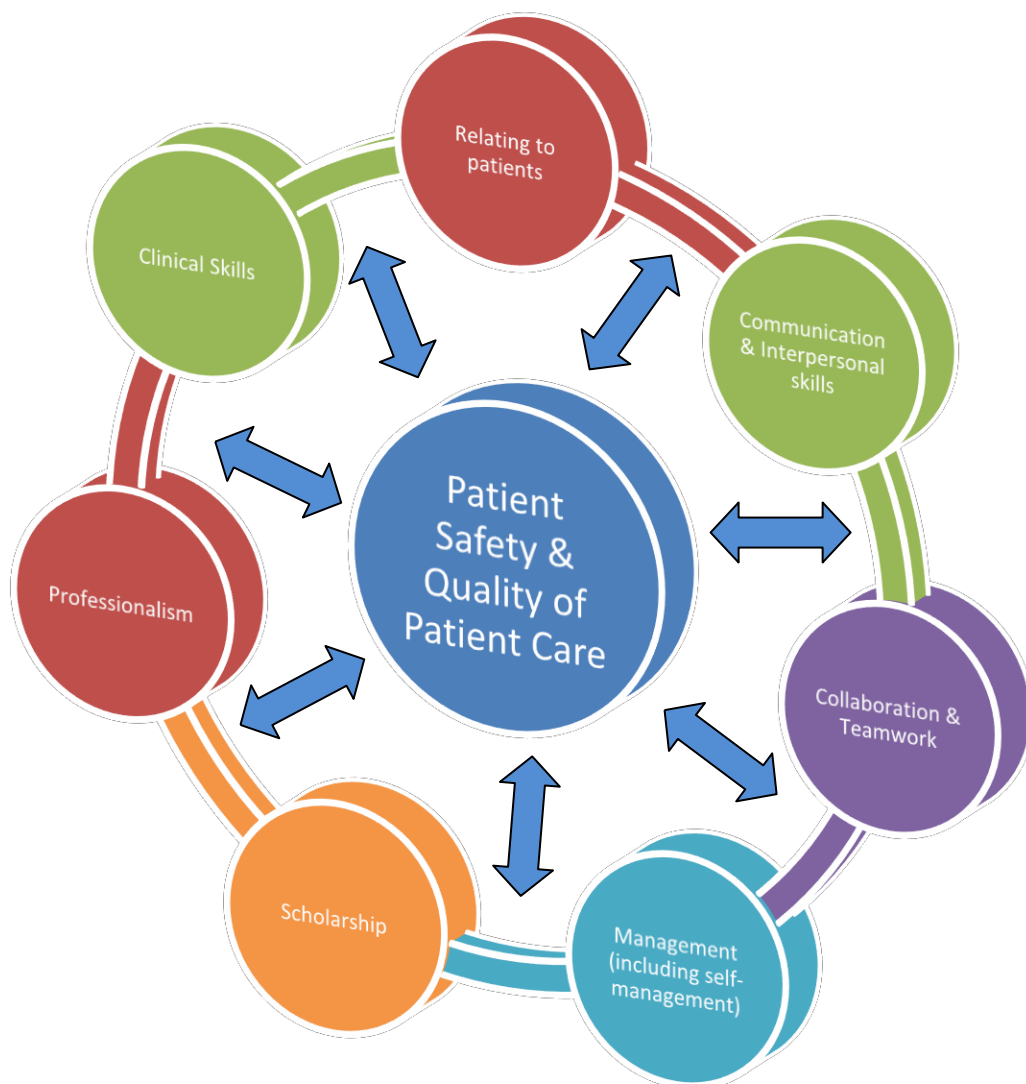 Relating to
patients
Communication
& Interpersonal
skills
Collaboration &
Teamwork
Management
(including self-
management)
Scholarship
Professionalism
Clinical Skills
Patient
Safety &
Quality of
Patient Care